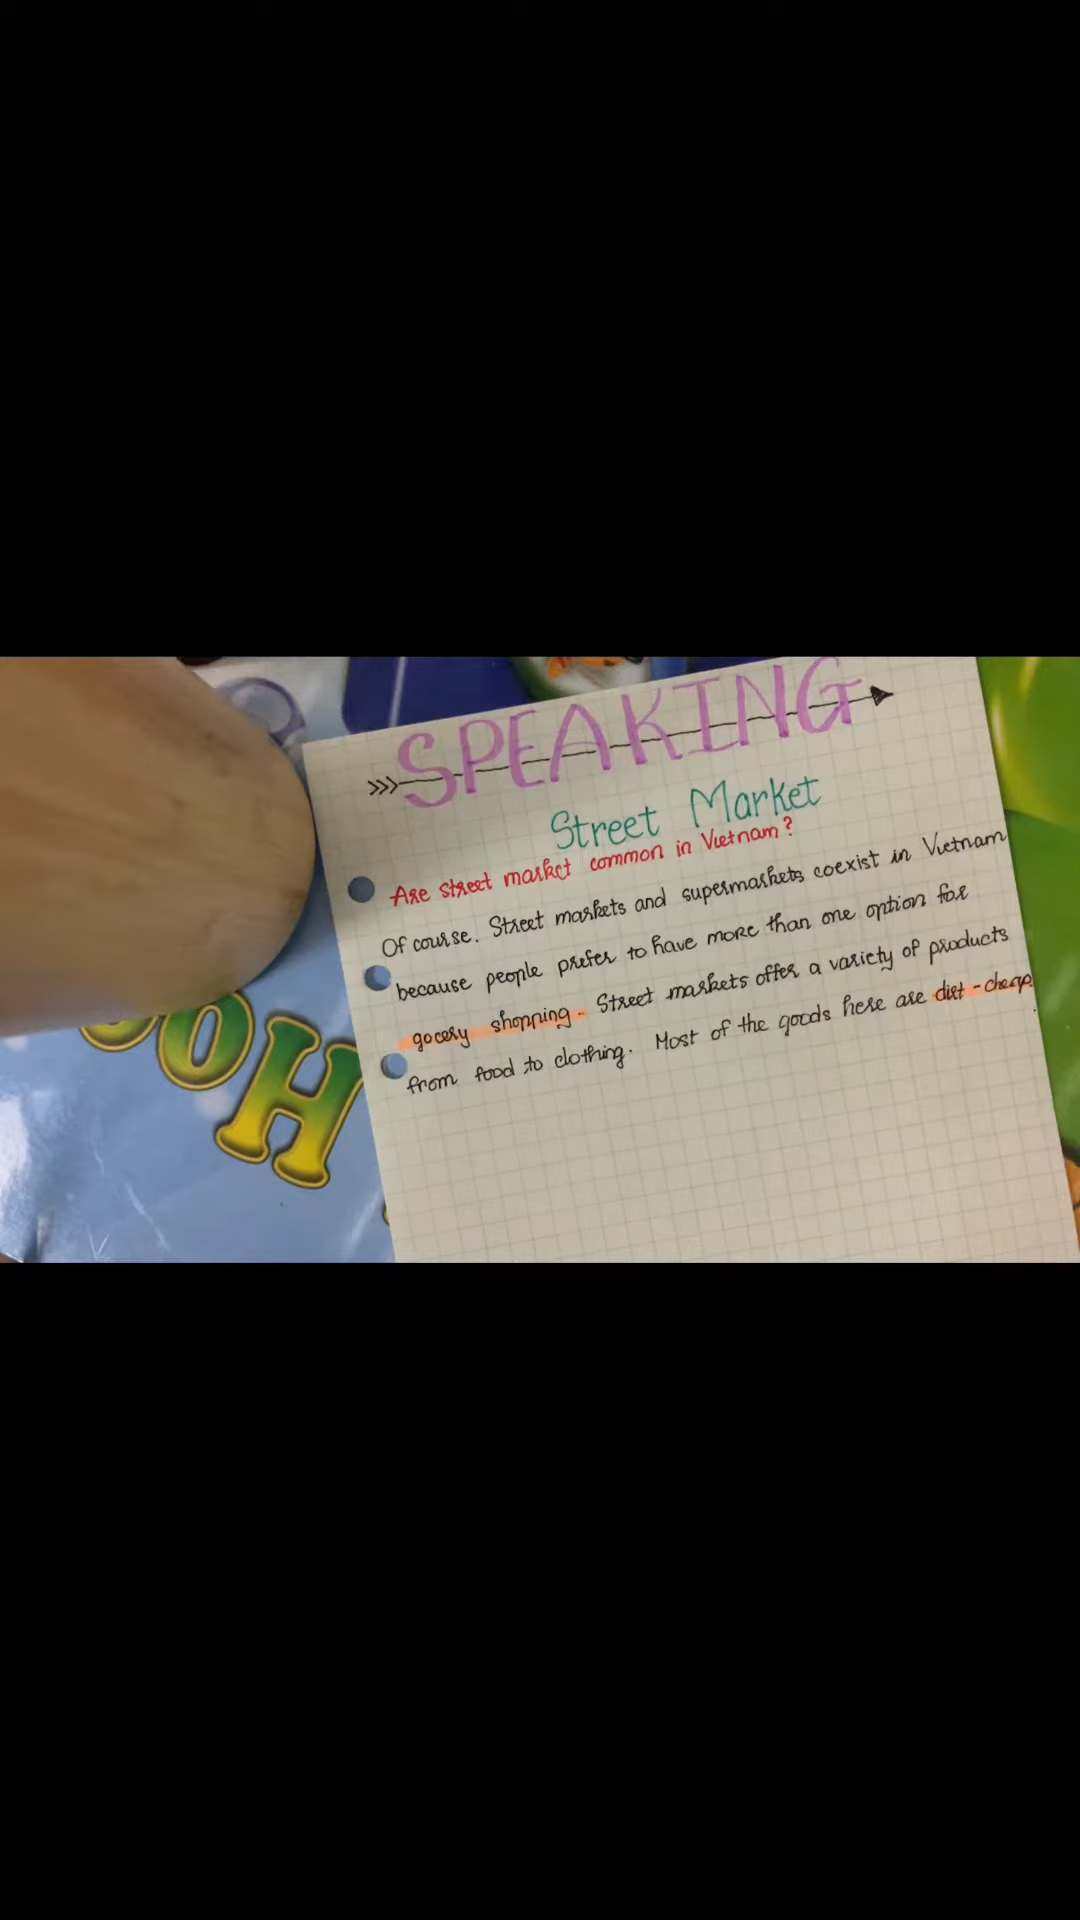 SPEAKING
Street Market
Are street market common in Vietnam?
Of course. Street markets and supermarkets coexist in Vietnam
because people prefer to have more than one option for
gocery shopping. Street markets offer a variety of products
from food to clothing. Most of the goods here are dirt-cheap.
OOH